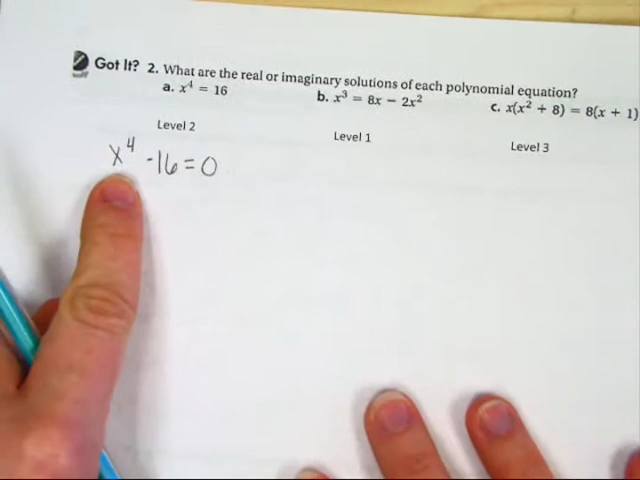 Got It? 2. What are the real or imaginary solutions of each polynomial equation?
a. x⁴ = 16 b. x³ = 8x − 2x² c. x(x² + 8) = 8(x + 1)
Level 2 Level 1 Level 3
x⁴ - 16 = 0